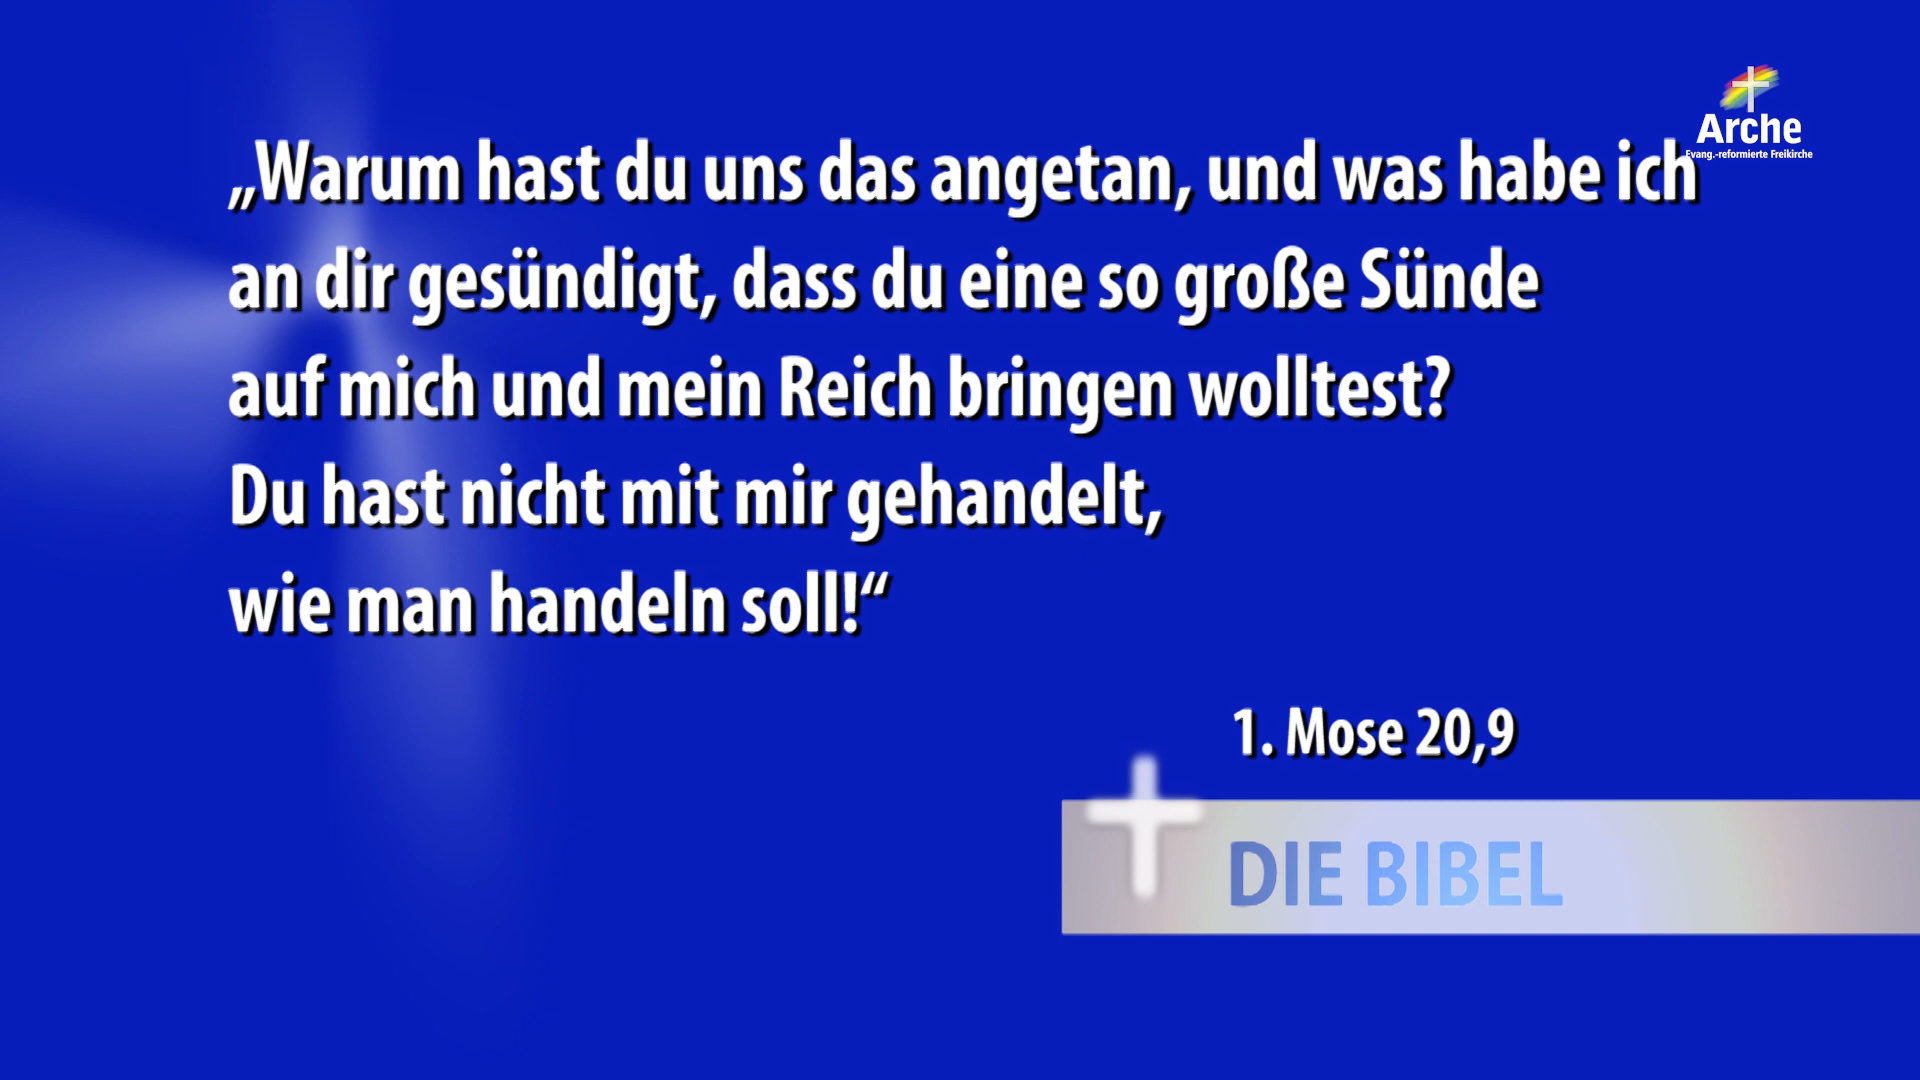 Arche
Evang.-reformierte Freikirche
„Warum hast du uns das angetan, und was habe ich
an dir gesündigt, dass du eine so große Sünde
auf mich und mein Reich bringen wolltest?
Du hast nicht mit mir gehandelt,
wie man handeln soll!“
1. Mose 20,9
DIE BIBEL